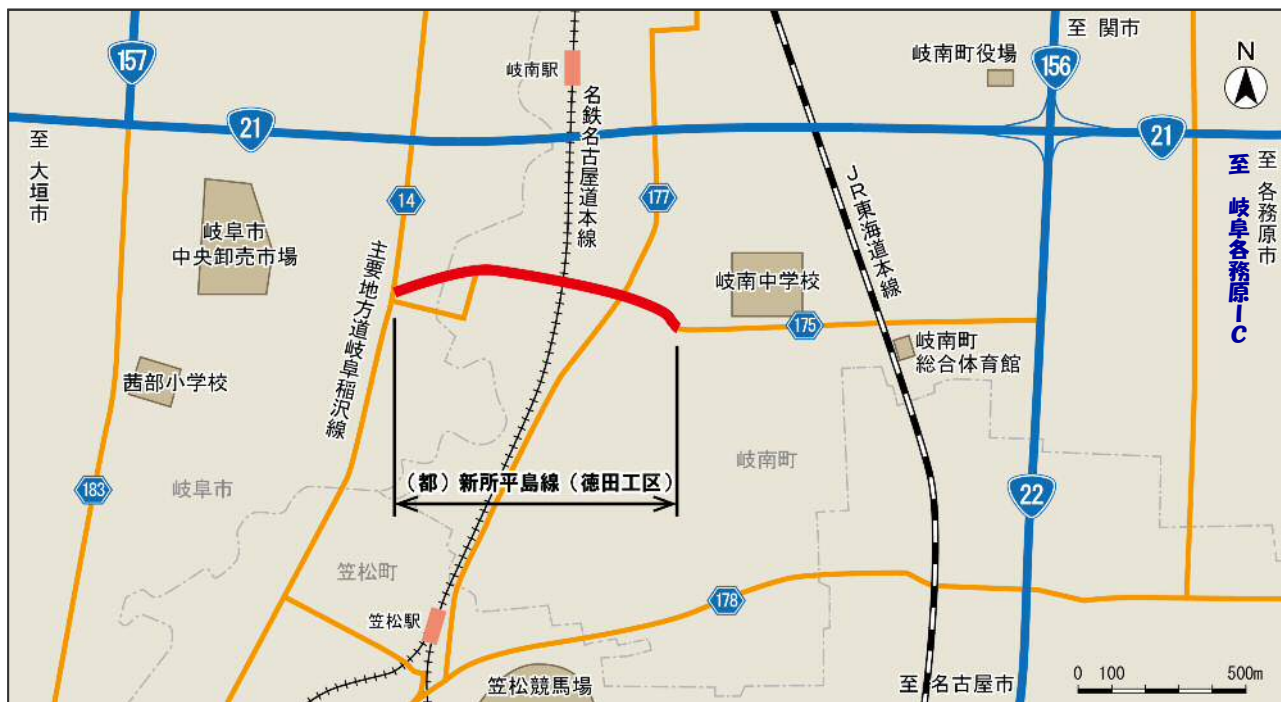 至 関市
157
岐南駅
岐南町役場
156
N
21
21
至 大垣市
名鉄名古屋道本線
至 各務原市
至 岐阜各務原IC
14
177
JR東海道本線
岐阜市
中央卸売市場
主要地方道岐阜稲沢線
岐南中学校
175
岐南町
総合体育館
茜部小学校
183
岐阜市
（都）新所平島線（徳田工区）
岐南町
22
笠松町
178
笠松駅
笠松競馬場
至 名古屋市
0 100 500m